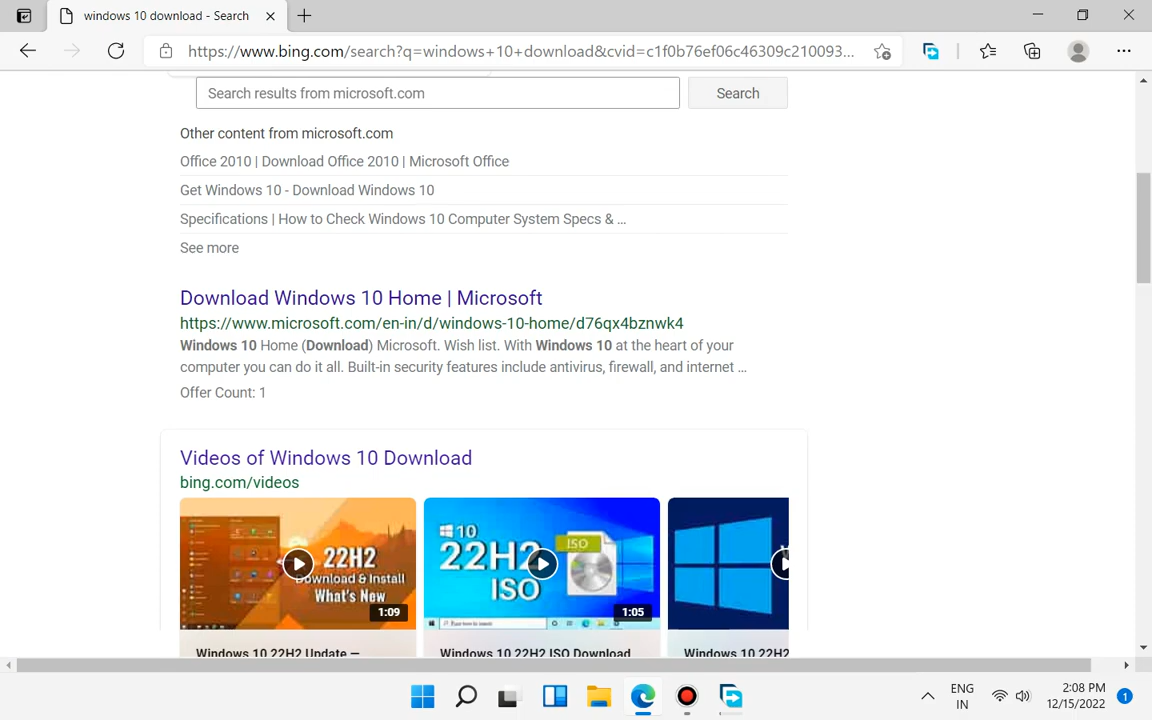 windows 10 download - Search
https://www.bing.com/search?q=windows+10+download&cvid=c1f0b76ef06c46309c210093...
Search results from microsoft.com
Search
Other content from microsoft.com
Office 2010 | Download Office 2010 | Microsoft Office
Get Windows 10 - Download Windows 10
Specifications | How to Check Windows 10 Computer System Specs & ...
See more
Download Windows 10 Home | Microsoft
https://www.microsoft.com/en-in/d/windows-10-home/d76qx4bznwk4
Windows 10 Home (Download) Microsoft. Wish list. With Windows 10 at the heart of your
computer you can do it all. Built-in security features include antivirus, firewall, and internet ...
Offer Count: 1
Videos of Windows 10 Download
bing.com/videos
22H2
Download & Install
What's New
1:09
10
22H2
ISO
ISO
Type here to search
1:05
Windows 10 22H2 Update —
Windows 10 22H2 ISO Download
Windows 10 22H2
ENG
IN
2:08 PM
12/15/2022
1